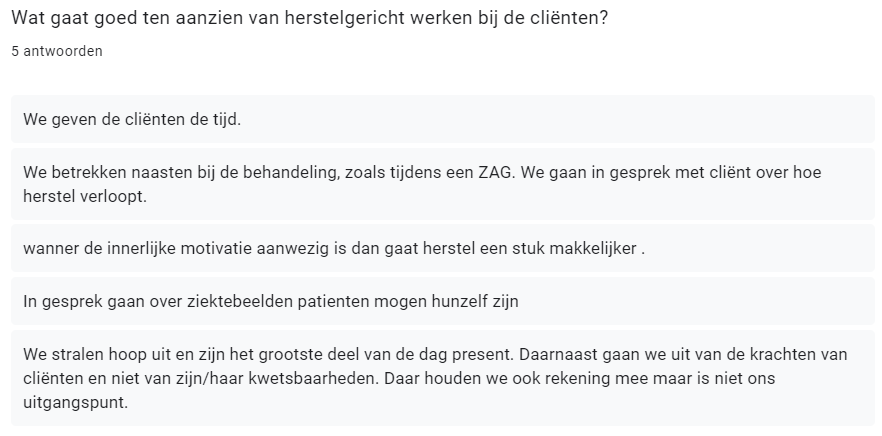 Wat gaat goed ten aanzien van herstelgericht werken bij de cliënten?
5 antwoorden
We geven de cliënten de tijd.
We betrekken naasten bij de behandeling, zoals tijdens een ZAG. We gaan in gesprek met cliënt over hoe
herstel verloopt.
wanner de innerlijke motivatie aanwezig is dan gaat herstel een stuk makkelijker .
In gesprek gaan over ziektebeelden patienten mogen hunzelf zijn
We stralen hoop uit en zijn het grootste deel van de dag present. Daarnaast gaan we uit van de krachten van
cliënten en niet van zijn/haar kwetsbaarheden. Daar houden we ook rekening mee maar is niet ons
uitgangspunt.